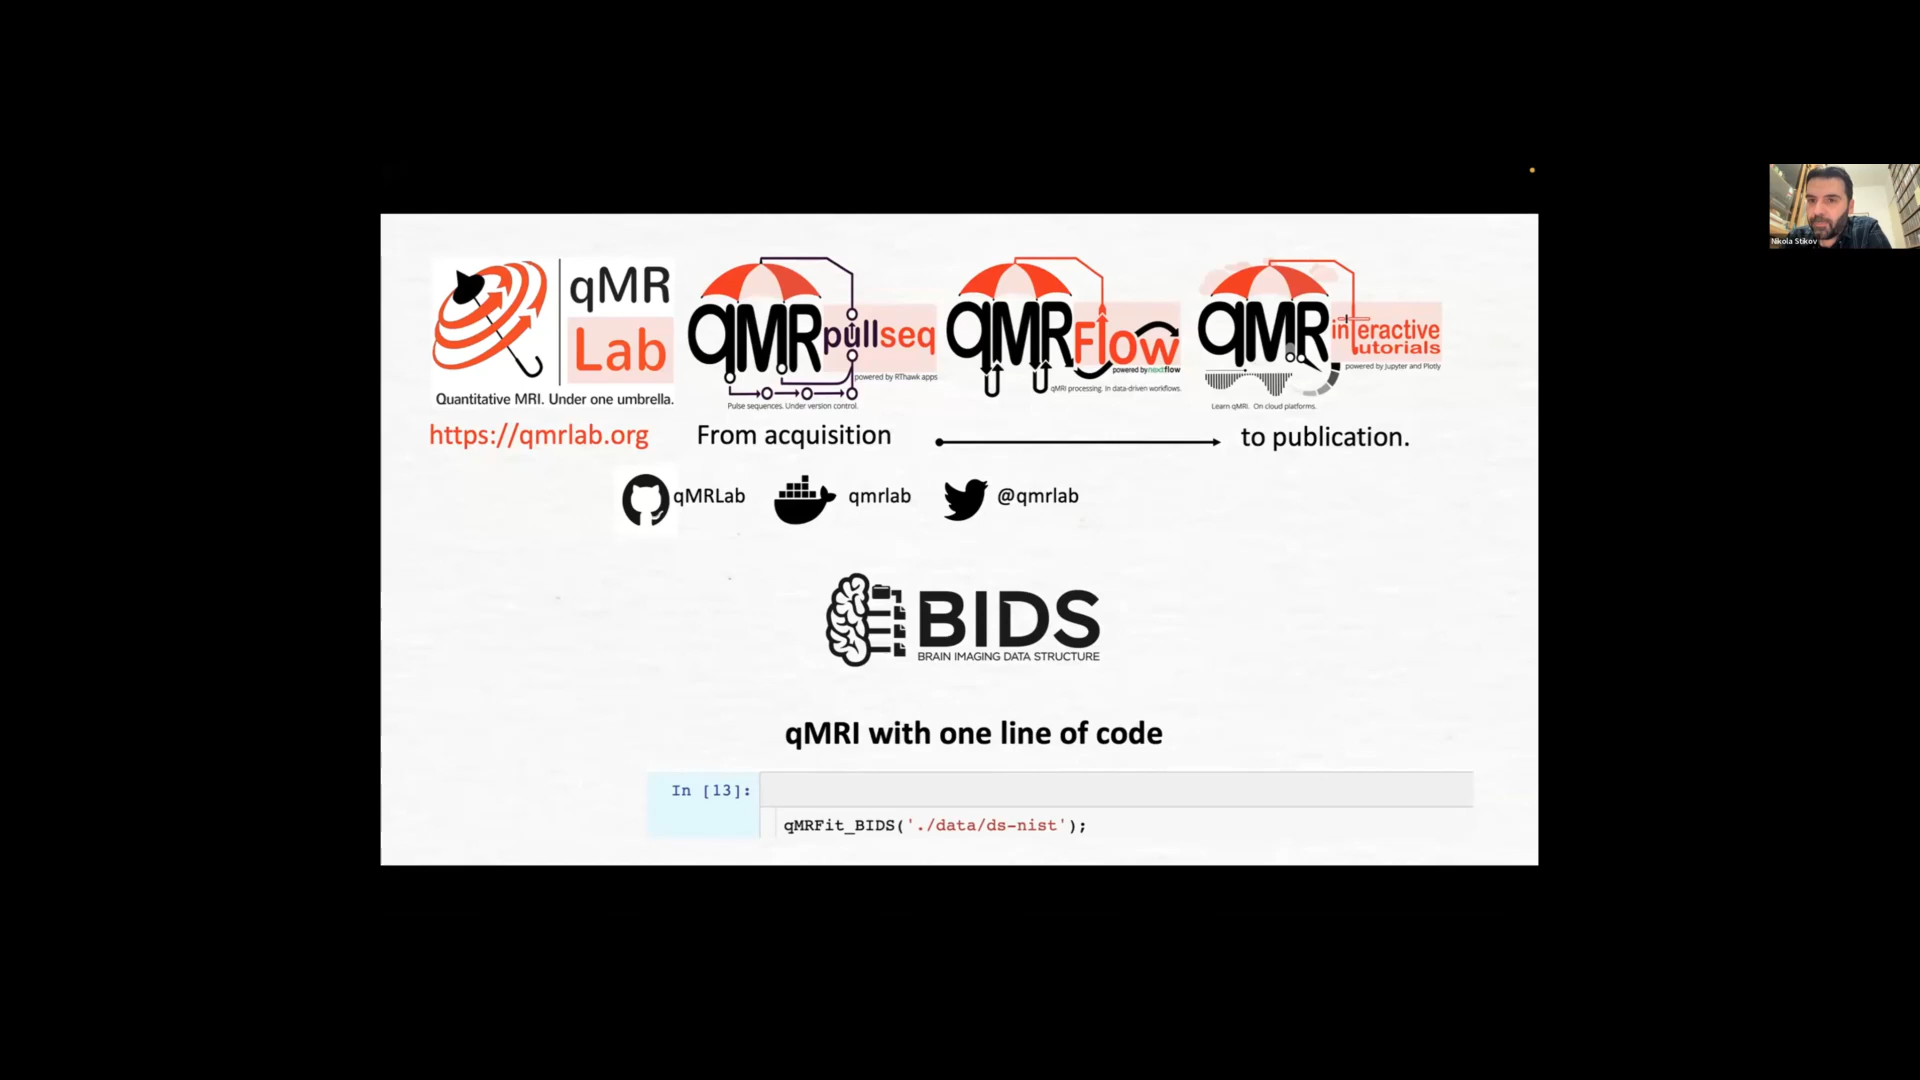 qMR
Lab
Quantitative MRI. Under one umbrella.
qMRpullseq
powered by RThawk apps
Pulse sequences. Under version control.
qMRFlow
powered by nextflow
qMRI processing. In data-driven workflows.
qMR interactive
tutorials
powered by Jupyter and Plotly
Learn qMRI. On cloud platforms.
https://qmrlab.org
From acquisition
to publication.
qMRLab
qmrlab
@qmrlab
BIDS
BRAIN IMAGING DATA STRUCTURE
qMRI with one line of code
In [13]:
qMRFit_BIDS('./data/ds-nist');
Nikola Stikov